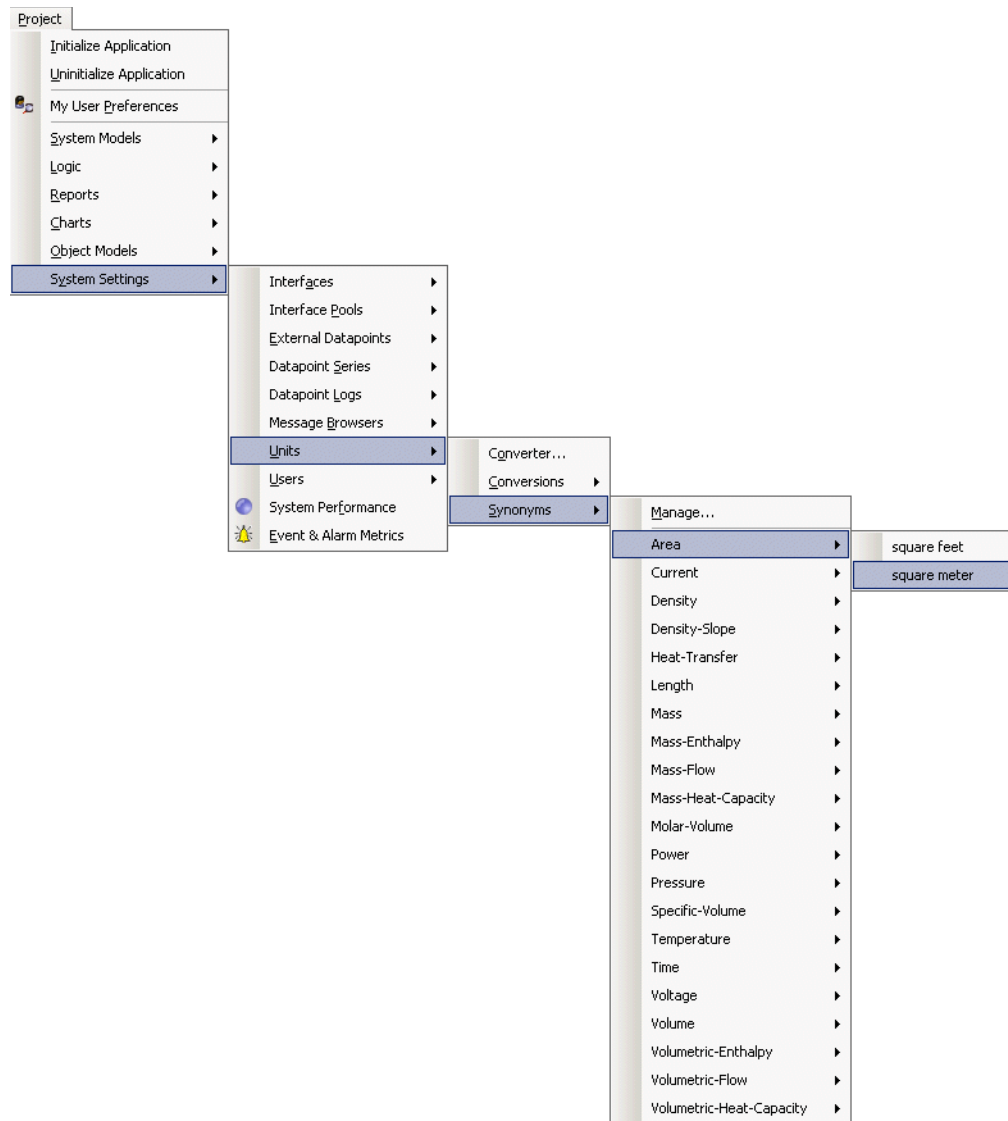 Project
Initialize Application
Uninitialize Application
My User Preferences
System Models
Logic
Reports
Charts
Object Models
System Settings
Interfaces
Interface Pools
External Datapoints
Datapoint Series
Datapoint Logs
Message Browsers
Units
Users
System Performance
Event & Alarm Metrics
Converter...
Conversions
Synonyms
Manage...
Area
Current
Density
Density-Slope
Heat-Transfer
Length
Mass
Mass-Enthalpy
Mass-Flow
Mass-Heat-Capacity
Molar-Volume
Power
Pressure
Specific-Volume
Temperature
Time
Voltage
Volume
Volumetric-Enthalpy
Volumetric-Flow
Volumetric-Heat-Capacity
square feet
square meter